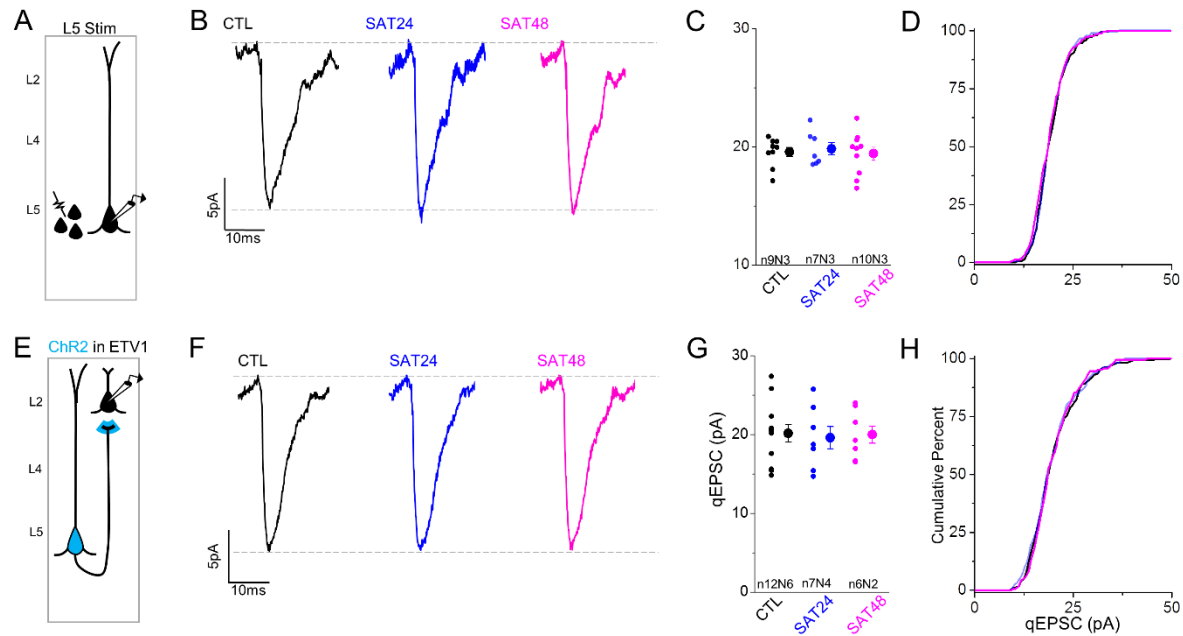 A
L5 Stim
L2
L4
L5
B
CTL
SAT24
SAT48
5pA
10ms
C
30
20
10
n9N3
n7N3
n10N3
CTL
SAT24
SAT48
D
100
75
50
25
0
0
25
50
E
ChR2 in ETV1
L2
L4
L5
F
CTL
SAT24
SAT48
5pA
10ms
G
qEPSC (pA)
30
20
10
0
n12N6
n7N4
n6N2
CTL
SAT24
SAT48
H
Cumulative Percent
100
75
50
25
0
0
25
50
qEPSC (pA)